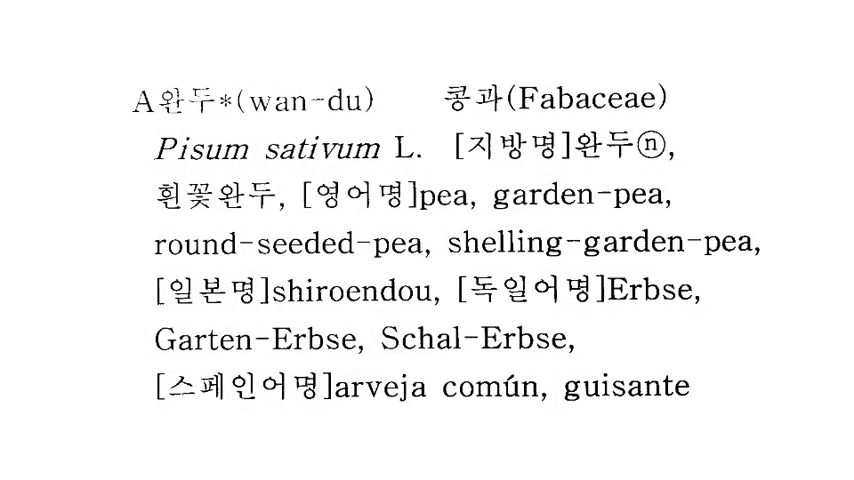 A완두*(wan-du) 콩과(Fabaceae)
Pisum sativum L. [지방명]완두ⓝ,
흰꽃완두, [영어명]pea, garden-pea,
round-seeded-pea, shelling-garden-pea,
[일본명]shiroendou, [독일어명]Erbse,
Garten-Erbse, Schal-Erbse,
[스페인어명]arveja común, guisante